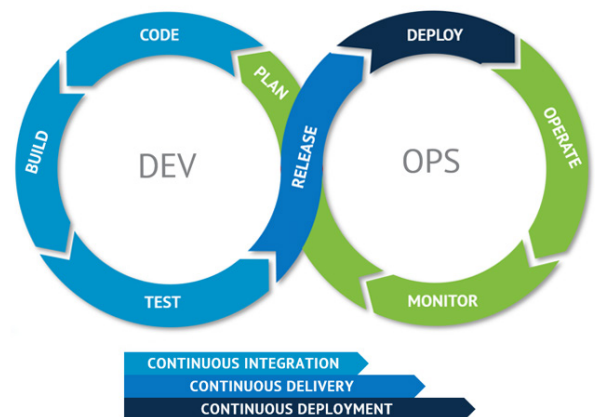 CODE
DEPLOY
PLAN
OPERATE
BUILD
DEV
RELEASE
OPS
TEST
MONITOR
CONTINUOUS INTEGRATION
CONTINUOUS DELIVERY
CONTINUOUS DEPLOYMENT